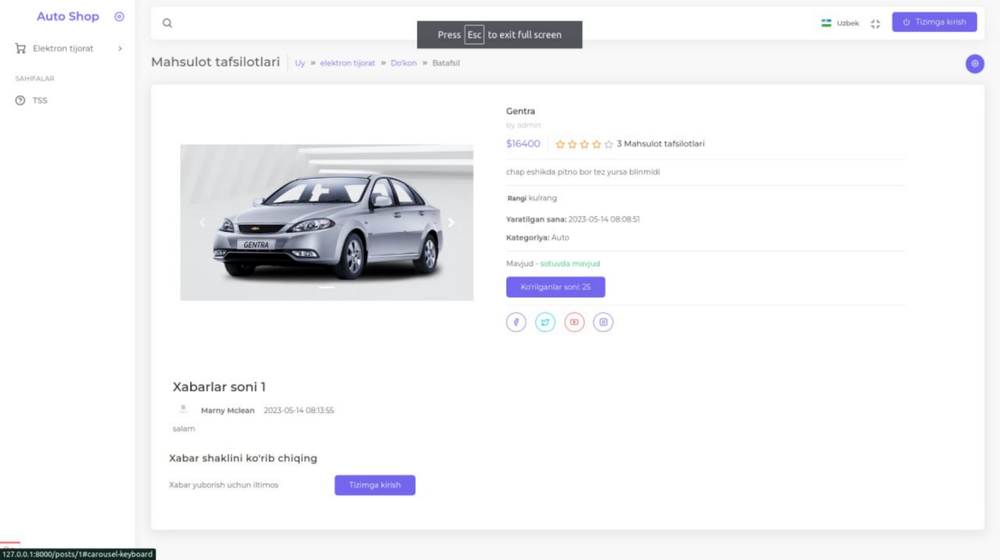 Auto Shop
Elektron tijorat
SAHIFALAR
TSS
Uzbek
Tizimga kirish
Press Esc to exit full screen
Mahsulot tafsilotlari
Uy » elektron tijorat » Do'kon » Batafsil
GENTRA
Gentra
by admin
$16400
3 Mahsulot tafsilotlari
chap eshikda pitno bor tez yursa blinmidi
Rangi kulrang
Yaratilgan sana: 2023-05-14 08:08:51
Kategoriya: Auto
Mavjud - sotuvda mavjud
Ko'rilganlar soni: 25
Xabarlar soni 1
Marny Mclean 2023-05-14 08:13:55
salam
Xabar shaklini ko'rib chiqing
Xabar yuborish uchun iltimos
Tizimga kirish
127.0.0.1:8000/posts/1#carousel-keyboard